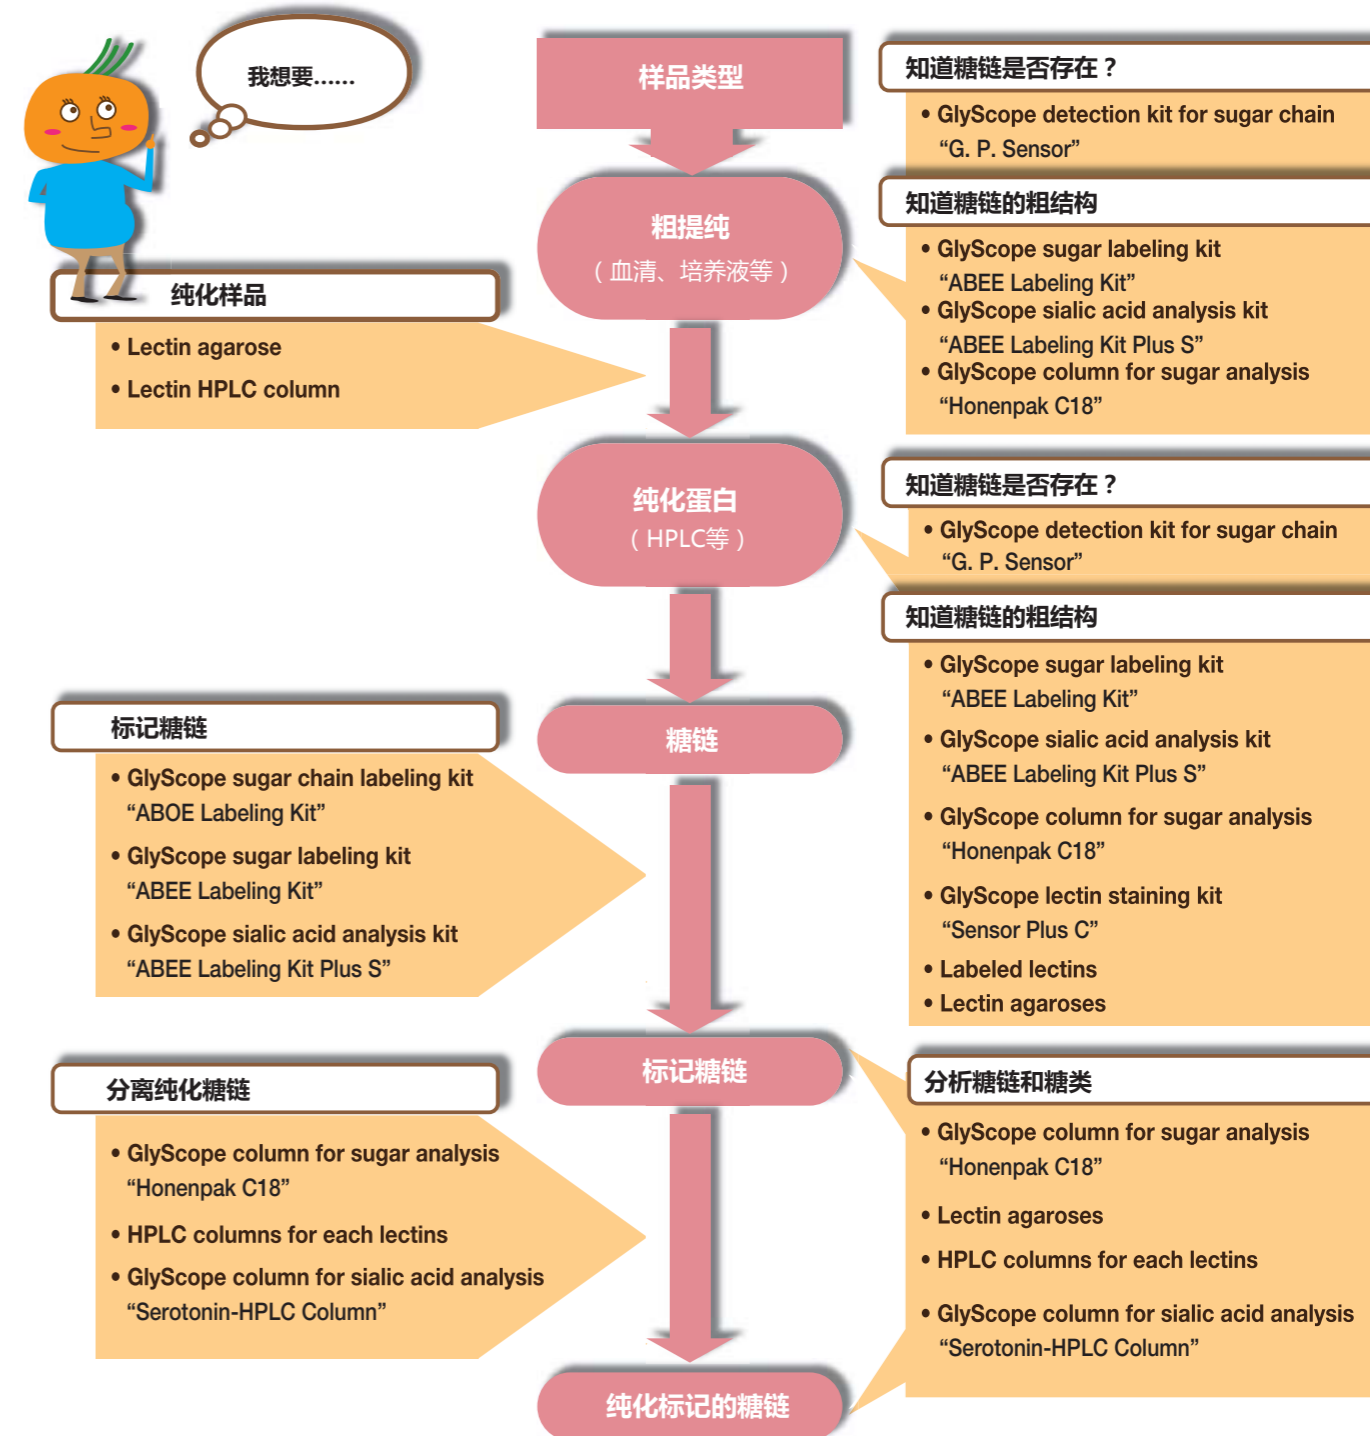 我想要……
样品类型
粗提纯
（血清、培养液等）
纯化样品
• Lectin agarose
• Lectin HPLC column
知道糖链是否存在？
• GlyScope detection kit for sugar chain
“G. P. Sensor”
知道糖链的粗结构
• GlyScope sugar labeling kit
“ABEE Labeling Kit”
• GlyScope sialic acid analysis kit
“ABEE Labeling Kit Plus S”
• GlyScope column for sugar analysis
“Honenpak C18”
纯化蛋白
（HPLC等）
知道糖链是否存在？
• GlyScope detection kit for sugar chain
“G. P. Sensor”
知道糖链的粗结构
• GlyScope sugar labeling kit
“ABEE Labeling Kit”
• GlyScope sialic acid analysis kit
“ABEE Labeling Kit Plus S”
• GlyScope column for sugar analysis
“Honenpak C18”
• GlyScope lectin staining kit
“Sensor Plus C”
• Labeled lectins
• Lectin agaroses
糖链
标记糖链
• GlyScope sugar chain labeling kit
“ABOE Labeling Kit”
• GlyScope sugar labeling kit
“ABEE Labeling Kit”
• GlyScope sialic acid analysis kit
“ABEE Labeling Kit Plus S”
标记糖链
分离纯化糖链
• GlyScope column for sugar analysis
“Honenpak C18”
• HPLC columns for each lectins
• GlyScope column for sialic acid analysis
“Serotonin-HPLC Column”
分析糖链和糖类
• GlyScope column for sugar analysis
“Honenpak C18”
• Lectin agaroses
• HPLC columns for each lectins
• GlyScope column for sialic acid analysis
“Serotonin-HPLC Column”
纯化标记的糖链